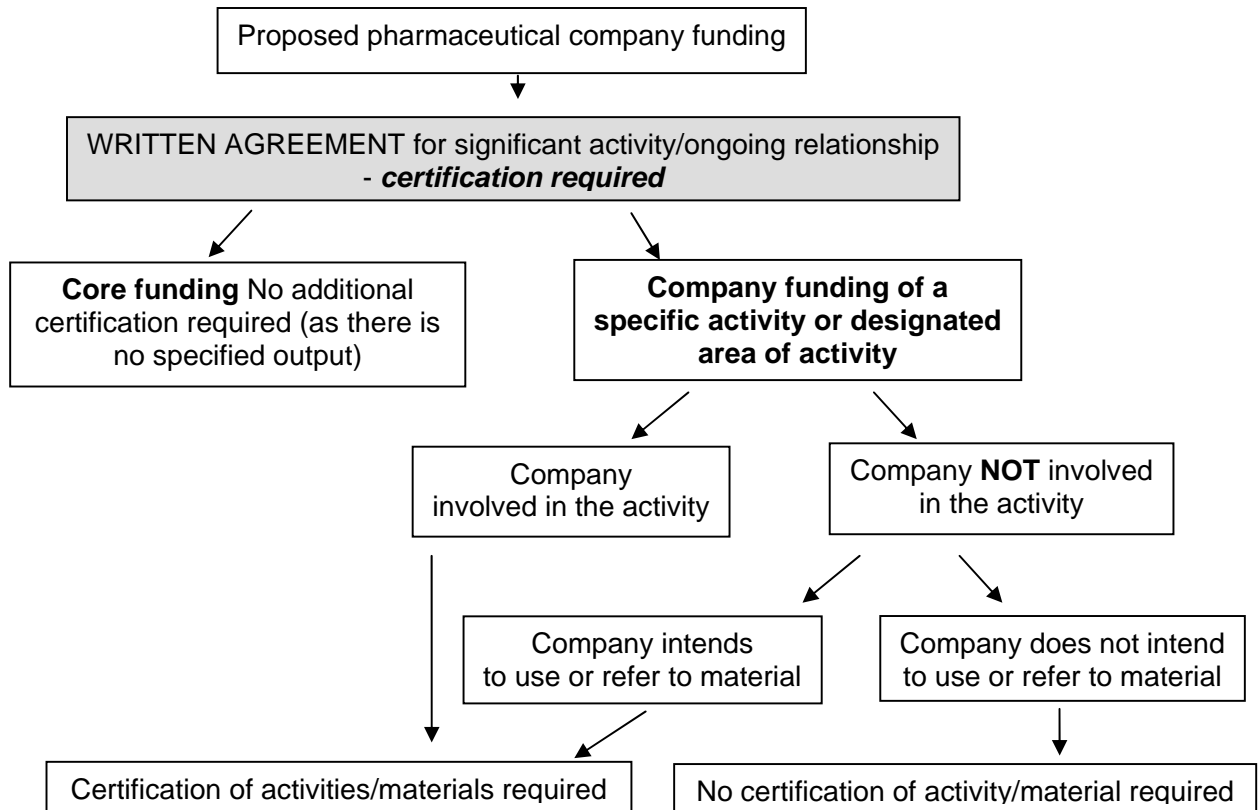 Proposed pharmaceutical company funding
WRITTEN AGREEMENT for significant activity/ongoing relationship
- certification required
Core funding No additional
certification required (as there is
no specified output)
Company funding of a
specific activity or designated
area of activity
Company
involved in the activity
Company NOT involved
in the activity
Company intends
to use or refer to material
Company does not intend
to use or refer to material
Certification of activities/materials required
No certification of activity/material required